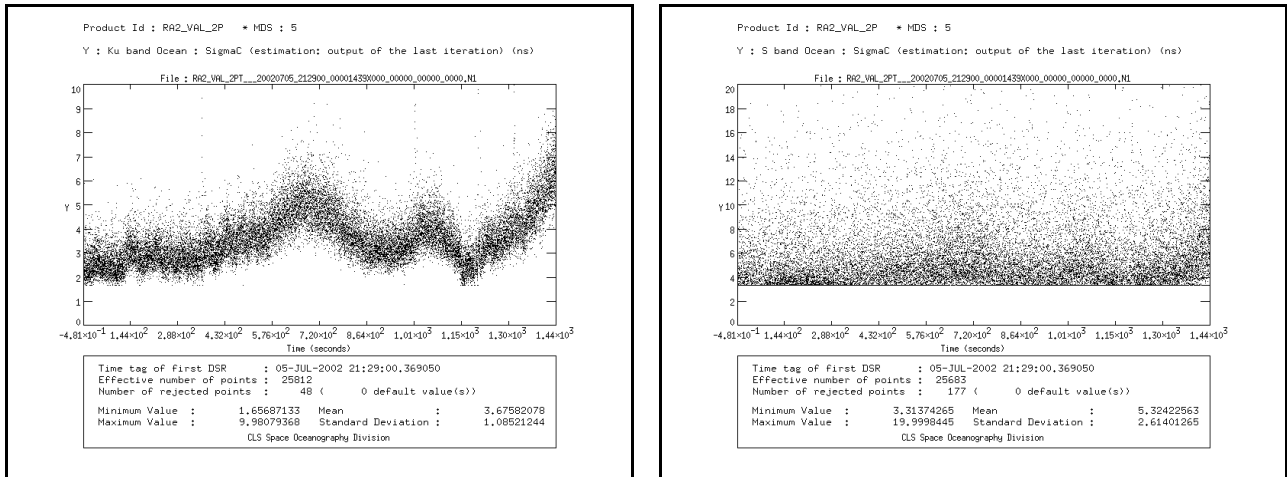 Product Id : RA2_VAL_2P * MDS : 5
Y : Ku band Ocean : SigmaC (estimation: output of the last iteration) (ns)
File : RA2_VAL_2PT___20020705_212900_00001439X000_00000_00000_0000.N1
10
9
8
7
6
Y 5
4
3
2
1
0
-4.81×10^-1 1.44×10^2 2.88×10^2 4.32×10^2 5.76×10^2 7.20×10^2 8.64×10^2 1.01×10^3 1.15×10^3 1.30×10^3 1.44×10^3
Time (seconds)
Time tag of first DSR : 05-JUL-2002 21:29:00.369050
Effective number of points : 25812
Number of rejected points : 48 ( 0 default value(s))
Minimum Value : 1.65687133 Mean : 3.67582078
Maximum Value : 9.98079368 Standard Deviation : 1.08521244
CLS Space Oceanography Division
Product Id : RA2_VAL_2P * MDS : 5
Y : S band Ocean : SigmaC (estimation: output of the last iteration) (ns)
File : RA2_VAL_2PT___20020705_212900_00001439X000_00000_00000_0000.N1
20
18
16
14
12
Y 10
8
6
4
2
0
-4.81×10^-1 1.44×10^2 2.88×10^2 4.32×10^2 5.76×10^2 7.20×10^2 8.64×10^2 1.01×10^3 1.15×10^3 1.30×10^3 1.44×10^3
Time (seconds)
Time tag of first DSR : 05-JUL-2002 21:29:00.369050
Effective number of points : 25683
Number of rejected points : 177 ( 0 default value(s))
Minimum Value : 3.31374265 Mean : 5.32422563
Maximum Value : 19.9998445 Standard Deviation : 2.61401265
CLS Space Oceanography Division